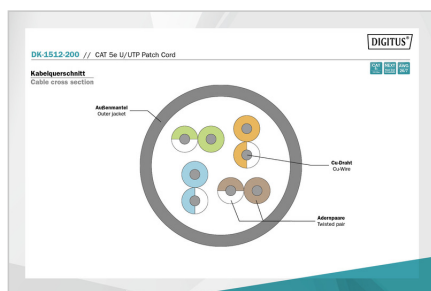 DIGITUS®
DK-1512-200 // CAT 5e U/UTP Patch Cord
Kabelquerschnitt
Cable cross section
Außenmantel
Outer jacket
Cu-Draht
Cu-Wire
Adernpaare
Twisted pair